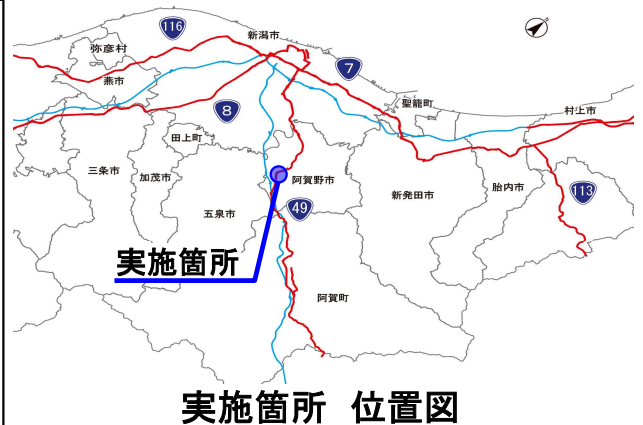 116
新潟市
弥彦村
7
燕市
聖籠町
8
村上市
田上町
三条市
加茂市
阿賀野市
新発田市
胎内市
113
五泉市
49
実施箇所
阿賀町
実施箇所 位置図